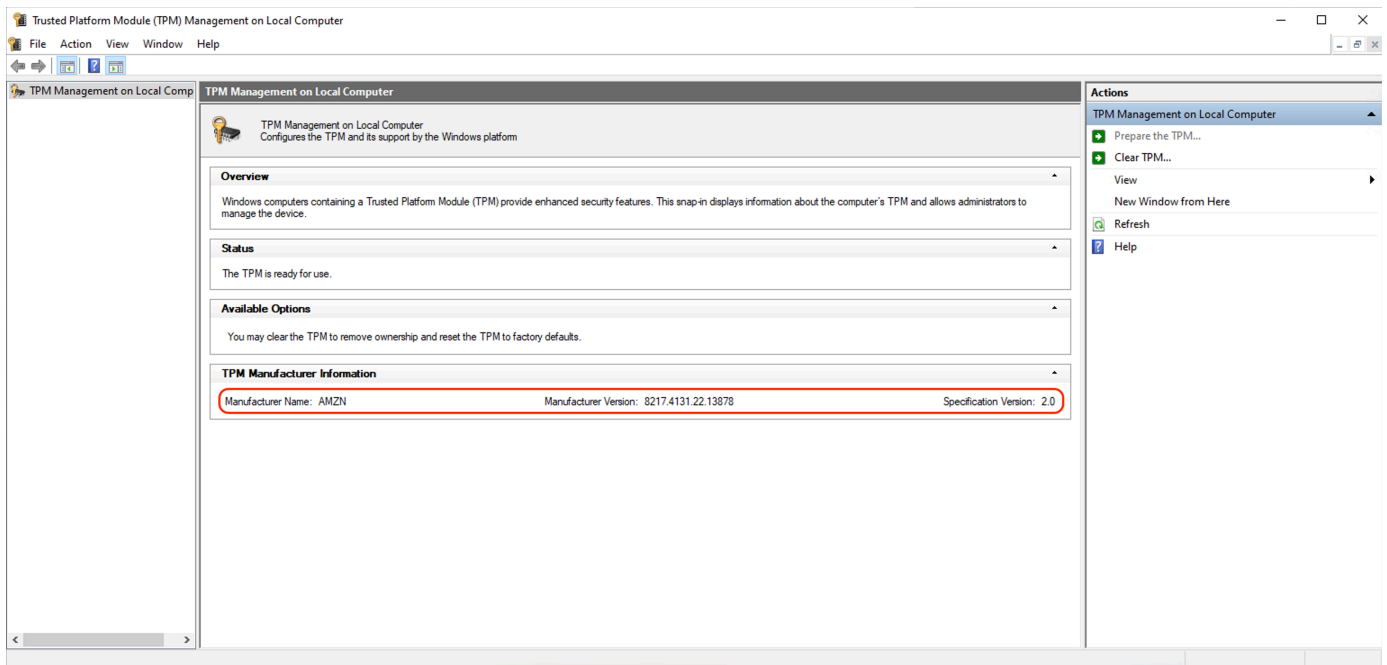 Trusted Platform Module (TPM) Management on Local Computer
File Action View Window Help
TPM Management on Local Comp
TPM Management on Local Computer
TPM Management on Local Computer
Configures the TPM and its support by the Windows platform
Overview
Windows computers containing a Trusted Platform Module (TPM) provide enhanced security features. This snap-in displays information about the computer's TPM and allows administrators to
manage the device.
Status
The TPM is ready for use.
Available Options
You may clear the TPM to remove ownership and reset the TPM to factory defaults.
TPM Manufacturer Information
Manufacturer Name: AMZN Manufacturer Version: 8217.4131.22.13878 Specification Version: 2.0
Actions
TPM Management on Local Computer
Prepare the TPM...
Clear TPM...
View
New Window from Here
Refresh
Help